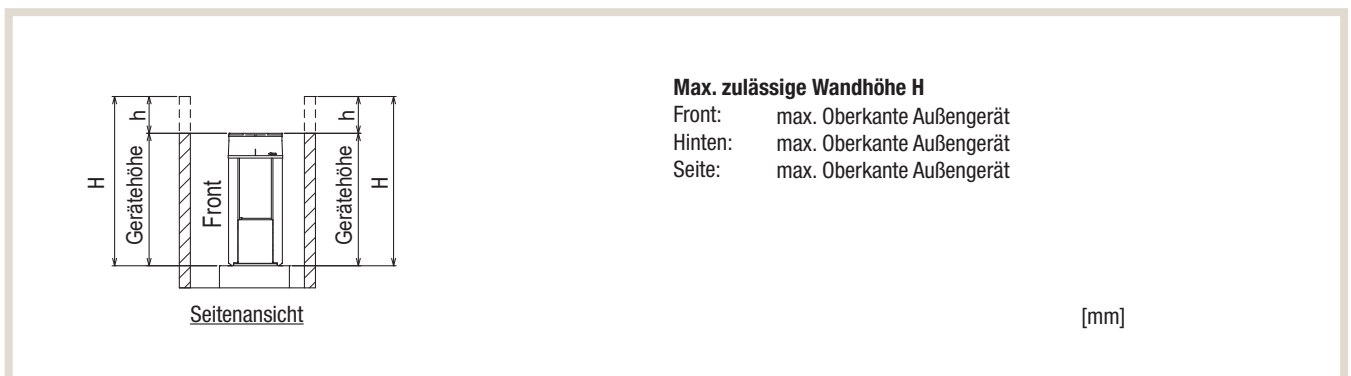 Max. zulässige Wandhöhe H
Front: max. Oberkante Außengerät
Hinten: max. Oberkante Außengerät
Seite: max. Oberkante Außengerät
H
h
Gerätehöhe
Front
h
Gerätehöhe
H
Seitenansicht
[mm]